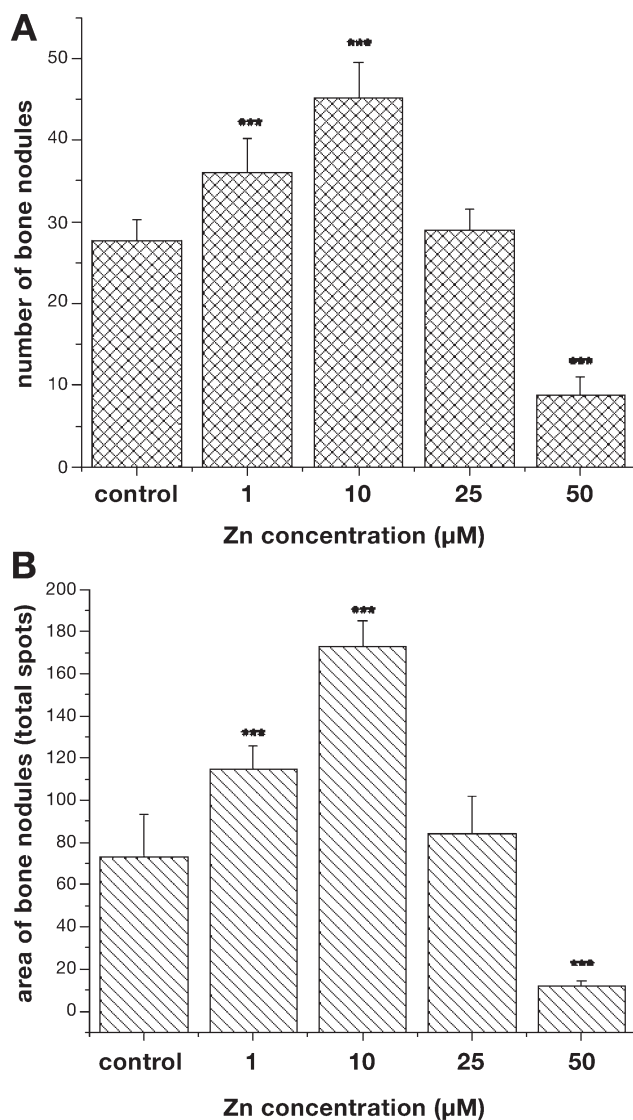 A
number of bone nodules
50
40
30
20
10
0
***
***
***
control 1 10 25 50
Zn concentration (µM)
B
area of bone nodules (total spots)
200
180
160
140
120
100
80
60
40
20
0
***
***
***
control 1 10 25 50
Zn concentration (µM)